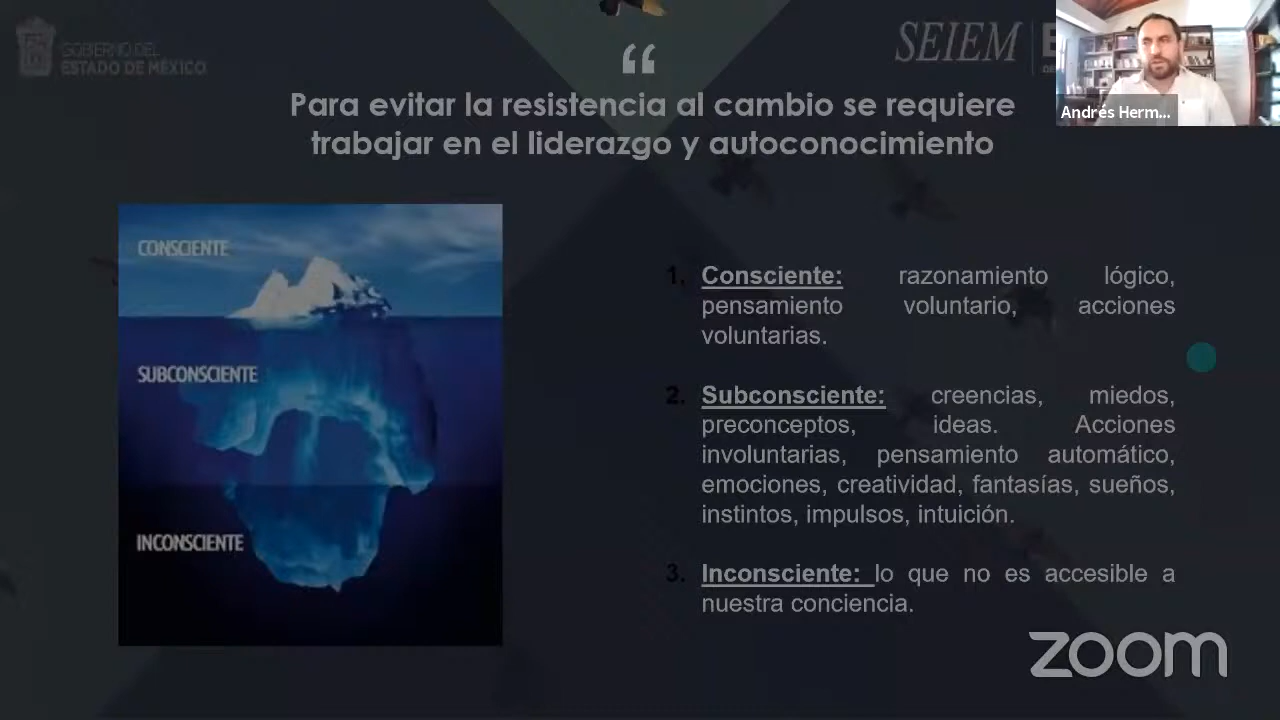 GOBIERNO DEL
ESTADO DE MÉXICO
SEIEM
Andrés Herm...
“
Para evitar la resistencia al cambio se requiere
trabajar en el liderazgo y autoconocimiento
CONSCIENTE
SUBCONSCIENTE
INCONSCIENTE
1. Consciente: razonamiento lógico,
pensamiento voluntario, acciones
voluntarias.
2. Subconsciente: creencias, miedos,
preconceptos, ideas. Acciones
involuntarias, pensamiento automático,
emociones, creatividad, fantasías, sueños,
instintos, impulsos, intuición.
3. Inconsciente: lo que no es accesible a
nuestra conciencia.
zoom